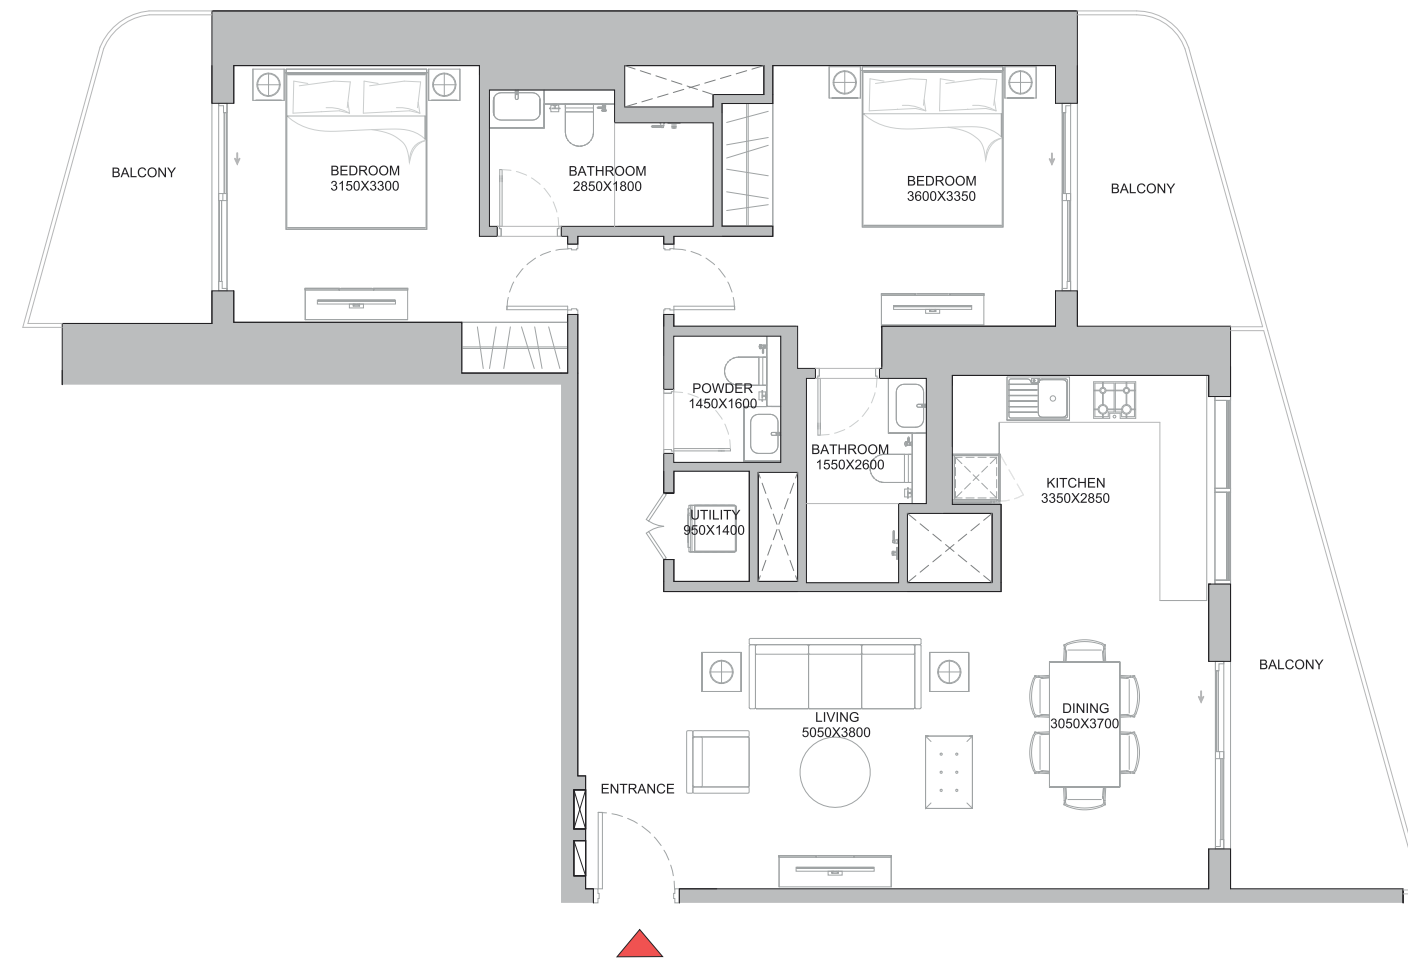 BALCONY
BEDROOM
3150X3300
BATHROOM
2850X1800
BEDROOM
3600X3350
BALCONY
POWDER
1450X1600
BATHROOM
1550X2600
KITCHEN
3350X2850
UTILITY
950X1400
BALCONY
LIVING
5050X3800
DINING
3050X3700
ENTRANCE